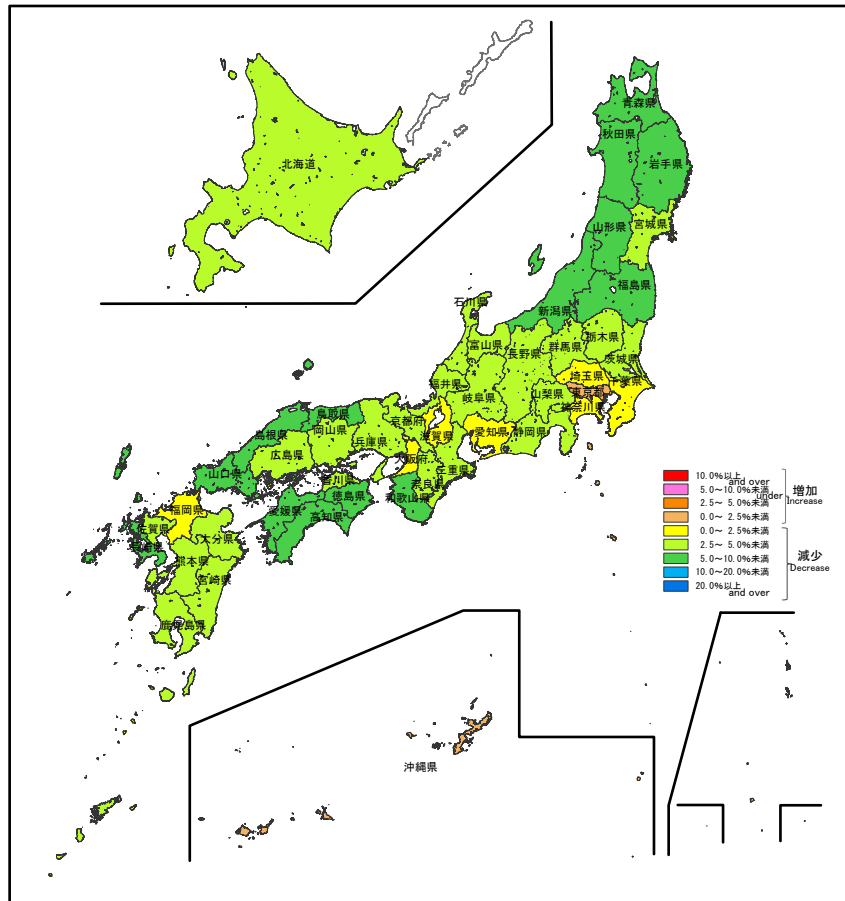 青森県
秋田県
岩手県
北海道
山形県
宮城県
福島県
石川県
新潟県
富山県
長野県
群馬県
栃木県
茨城県
福井県
岐阜県
山梨県
埼玉県
東京都
千葉県
神奈川県
鳥取県
島根県
岡山県
京都府
兵庫県
滋賀県
愛知県
静岡県
広島県
大阪府
三重県
山口県
香川県
奈良県
徳島県
和歌山県
愛媛県
高知県
福岡県
佐賀県
大分県
長崎県
熊本県
宮崎県
鹿児島県
沖縄県
10.0%以上 and over
5.0～10.0%未満 under
2.5～ 5.0%未満
0.0～ 2.5%未満
増加
Increase
0.0～ 2.5%未満
2.5～ 5.0%未満
5.0～10.0%未満
10.0～20.0%未満
20.0%以上 and over
減少
Decrease